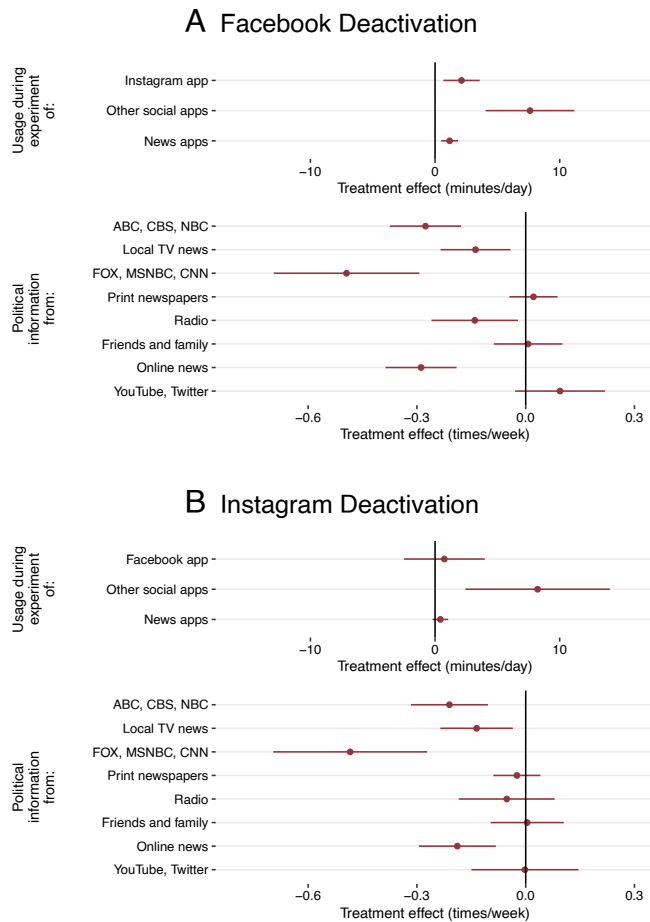 A Facebook Deactivation
Usage during
experiment
of:
Instagram app
Other social apps
News apps
−10 0 10
Treatment effect (minutes/day)
Political
information
from:
ABC, CBS, NBC
Local TV news
FOX, MSNBC, CNN
Print newspapers
Radio
Friends and family
Online news
YouTube, Twitter
−0.6 −0.3 0.0 0.3
Treatment effect (times/week)
B Instagram Deactivation
Usage during
experiment
of:
Facebook app
Other social apps
News apps
−10 0 10
Treatment effect (minutes/day)
Political
information
from:
ABC, CBS, NBC
Local TV news
FOX, MSNBC, CNN
Print newspapers
Radio
Friends and family
Online news
YouTube, Twitter
−0.6 −0.3 0.0 0.3
Treatment effect (times/week)